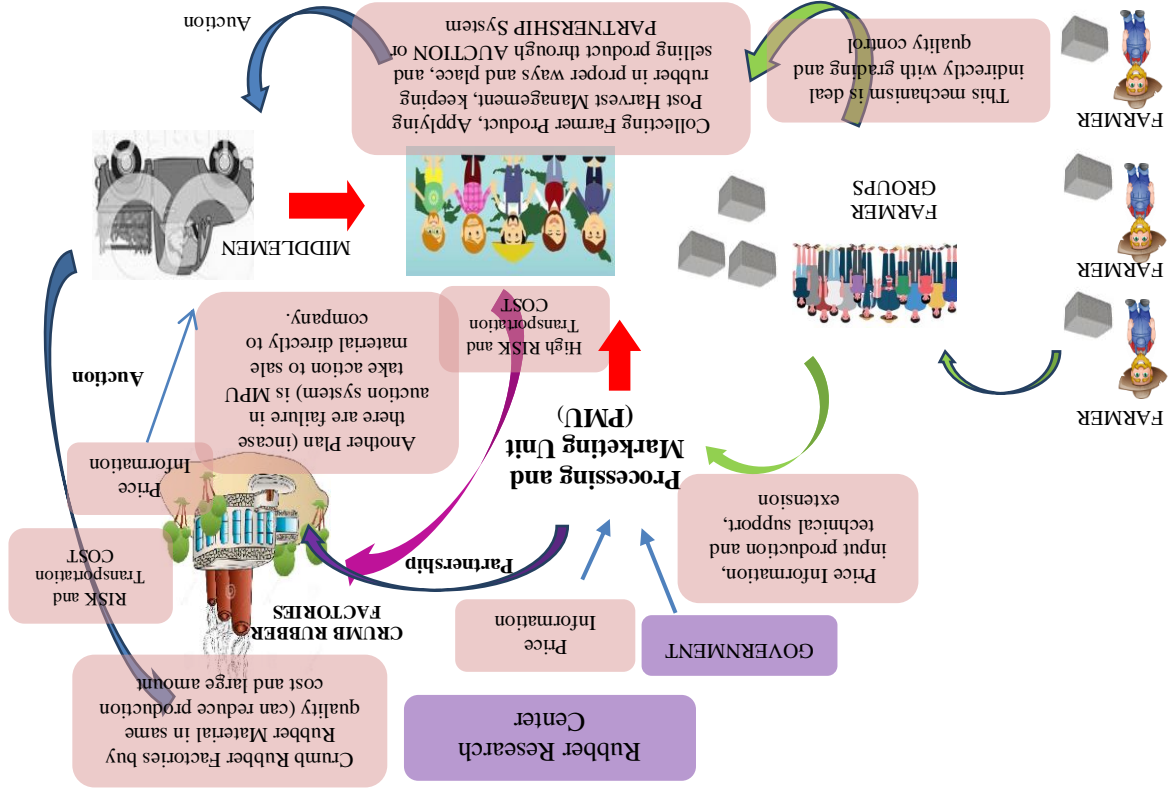 Rubber Research
Center
Crumb Rubber Factories buy
Rubber Material in same
quality (can reduce production
cost and large amount
GOVERNMENT
Price
Information
CRUMB RUBBER
FACTORIES
Price Information,
input production and
technical support,
extension
Partnership
RISK and
Transportation
COST
Processing and
Marketing Unit
(PMU)
Price
Information
Another Plan (incase
there are failure in
auction system) is MPU
take action to sale
material directly to
company.
Auction
High RISK and
Transportation
COST
FARMER
FARMER
FARMER
FARMER
GROUPS
MIDDLEMEN
FARMER
This mechanism is deal
indirectly with grading and
quality control
Collecting Farmer Product, Applying
Post Harvest Management, keeping
rubber in proper ways and place, and
selling product through AUCTION or
PARTNERSHIP System
Auction